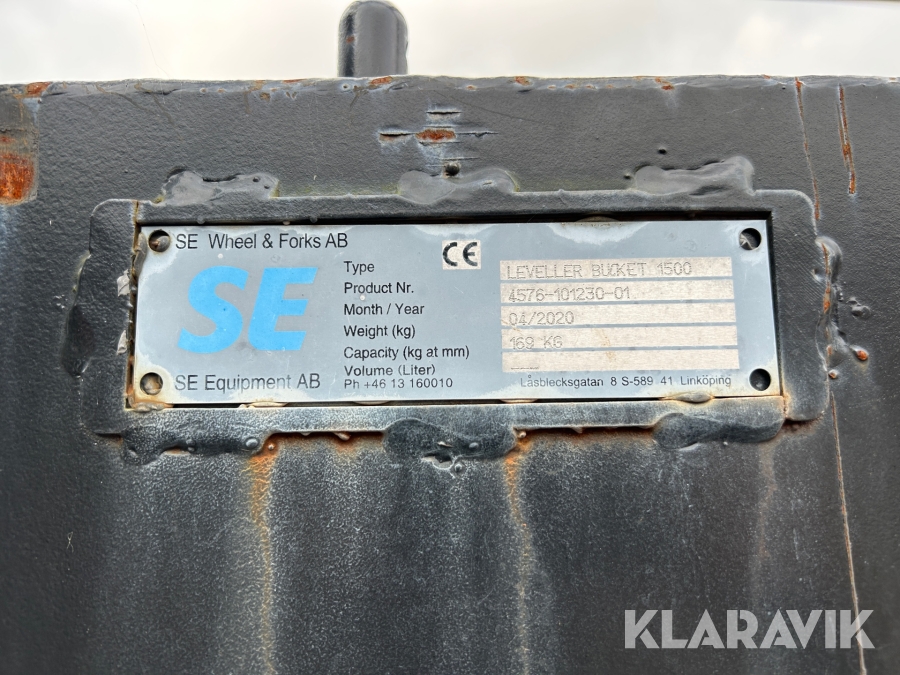 SE Wheel & Forks AB
CE
SE
Type LEVELLER BUCKET 1500
Product Nr. 4576-101230-01
Month / Year 04/2020
Weight (kg) 169 KG
Capacity (kg at mm) ---
Volume (Liter)
SE Equipment AB Ph +46 13 160010 Låsblecksgatan 8 S-589 41 Linköping
KLARAVIK